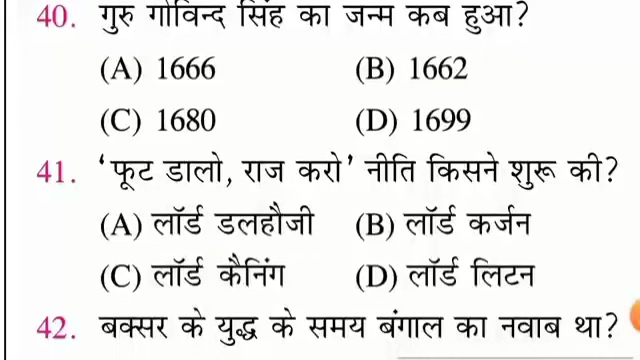 40. गुरु गोविन्द सिंह का जन्म कब हुआ?
(A) 1666 (B) 1662
(C) 1680 (D) 1699
41. 'फूट डालो, राज करो' नीति किसने शुरू की?
(A) लॉर्ड डलहौजी (B) लॉर्ड कर्जन
(C) लॉर्ड कैनिंग (D) लॉर्ड लिटन
42. बक्सर के युद्ध के समय बंगाल का नवाब था?